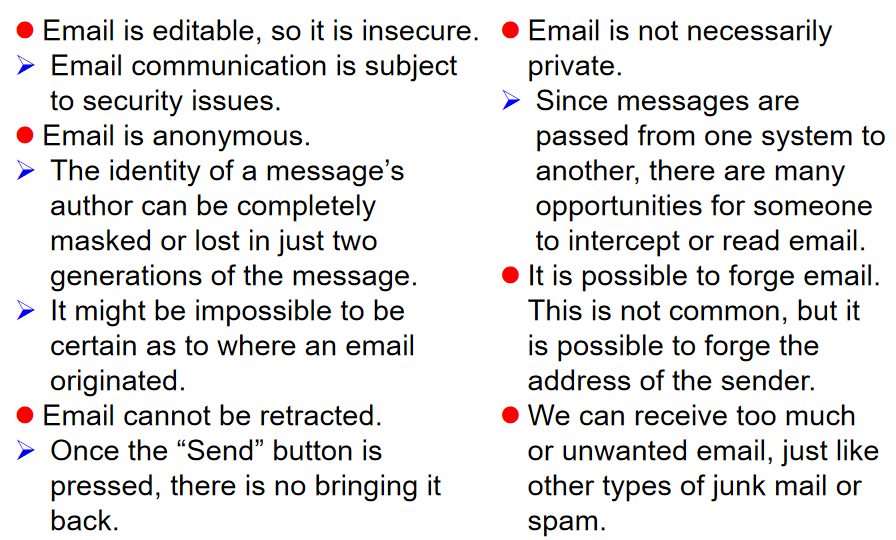 ● Email is editable, so it is insecure.
➢ Email communication is subject
to security issues.
● Email is anonymous.
➢ The identity of a message’s
author can be completely
masked or lost in just two
generations of the message.
➢ It might be impossible to be
certain as to where an email
originated.
● Email cannot be retracted.
➢ Once the “Send” button is
pressed, there is no bringing it
back.
● Email is not necessarily
private.
➢ Since messages are
passed from one system to
another, there are many
opportunities for someone
to intercept or read email.
● It is possible to forge email.
This is not common, but it
is possible to forge the
address of the sender.
● We can receive too much
or unwanted email, just like
other types of junk mail or
spam.